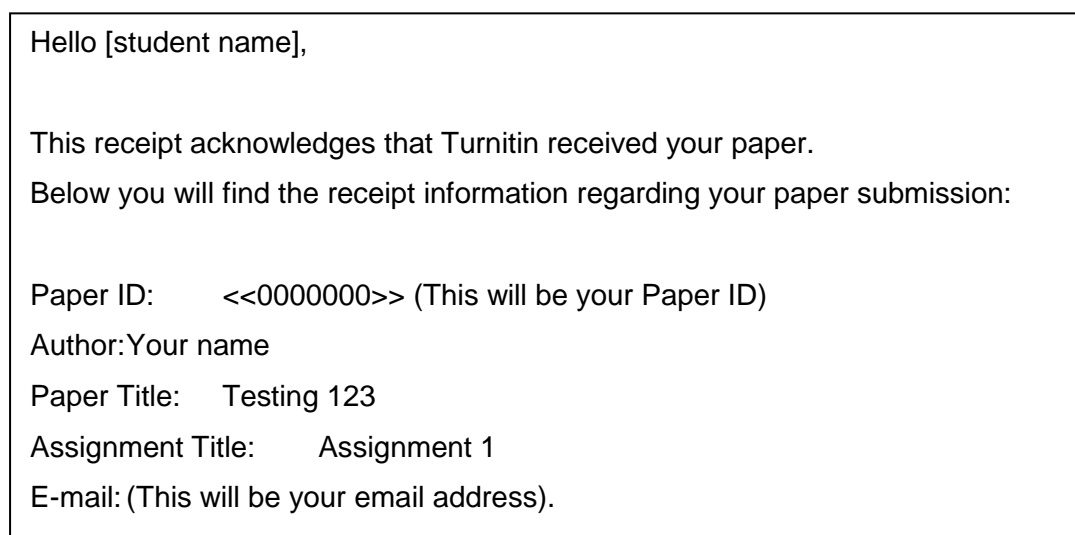 Hello [student name],
This receipt acknowledges that Turnitin received your paper.
Below you will find the receipt information regarding your paper submission:
Paper ID: <<0000000>> (This will be your Paper ID)
Author:Your name
Paper Title: Testing 123
Assignment Title: Assignment 1
E-mail: (This will be your email address).